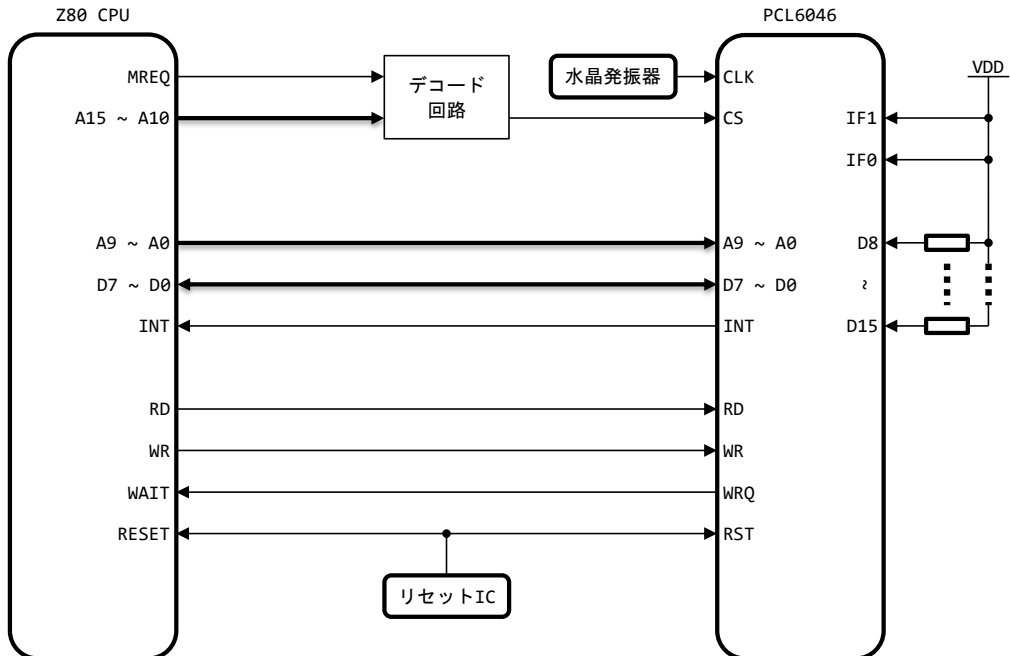 Z80 CPU
PCL6046
MREQ
デコード
回路
水晶発振器
CLK
VDD
A15 ~ A10
CS
IF1
IF0
A9 ~ A0
A9 ~ A0
D8
D7 ~ D0
D7 ~ D0
~
INT
INT
D15
RD
RD
WR
WR
WAIT
WRQ
RESET
RST
リセットIC